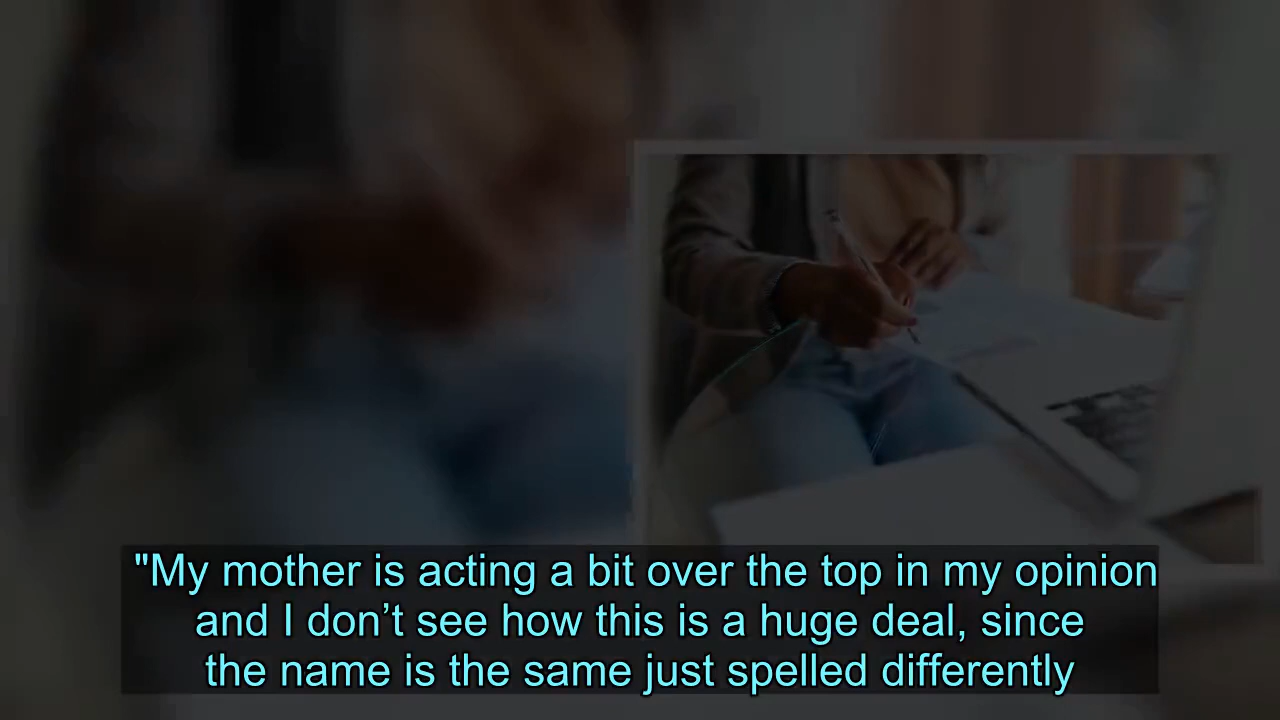 "My mother is acting a bit over the top in my opinion
and I don’t see how this is a huge deal, since
the name is the same just spelled differently